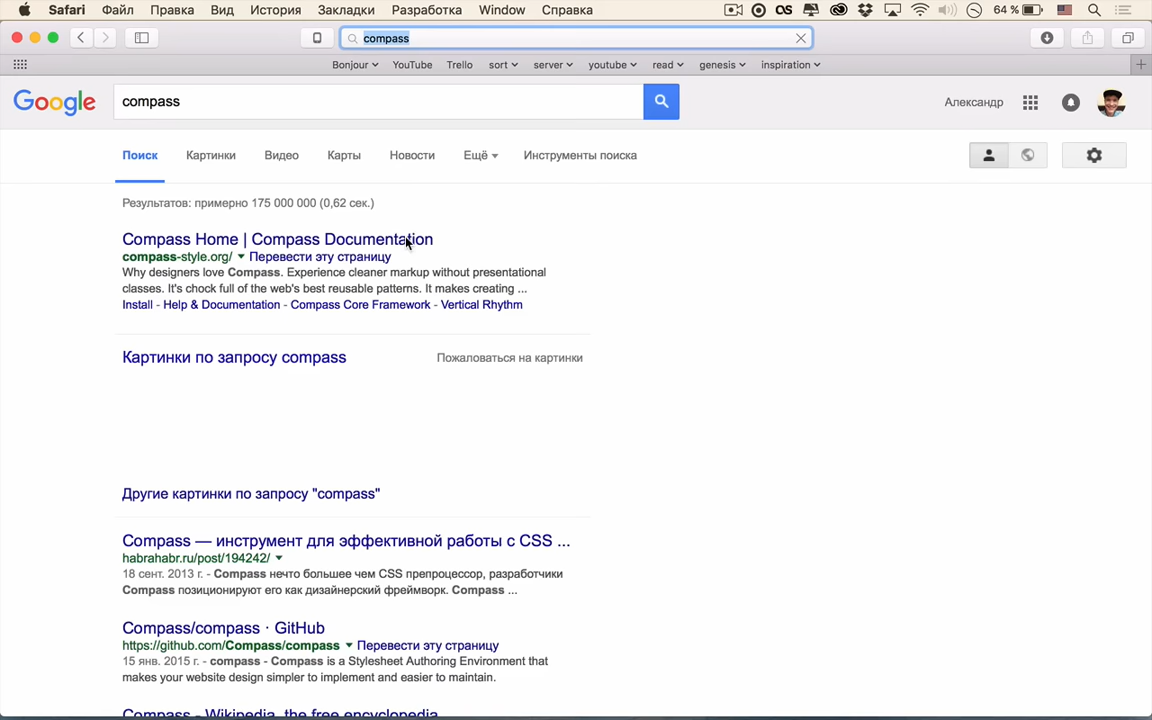 Safari Файл Правка Вид История Закладки Разработка Window Справка 64 %
compass
Bonjour YouTube Trello sort server youtube read genesis inspiration
Google compass Александр
Поиск Картинки Видео Карты Новости Ещё Инструменты поиска
Результатов: примерно 175 000 000 (0,62 сек.)
Compass Home | Compass Documentation
compass-style.org/ Перевести эту страницу
Why designers love Compass. Experience cleaner markup without presentational
classes. It's chock full of the web's best reusable patterns. It makes creating ...
Install - Help & Documentation - Compass Core Framework - Vertical Rhythm
Картинки по запросу compass Пожаловаться на картинки
Другие картинки по запросу "compass"
Compass — инструмент для эффективной работы с CSS ...
habrahabr.ru/post/194242/
18 сент. 2013 г. - Compass нечто большее чем CSS препроцессор, разработчики
Compass позиционируют его как дизайнерский фреймворк. Compass ...
Compass/compass · GitHub
https://github.com/Compass/compass Перевести эту страницу
15 янв. 2015 г. - compass - Compass is a Stylesheet Authoring Environment that
makes your website design simpler to implement and easier to maintain.
Compass - Wikipedia, the free encyclopedia